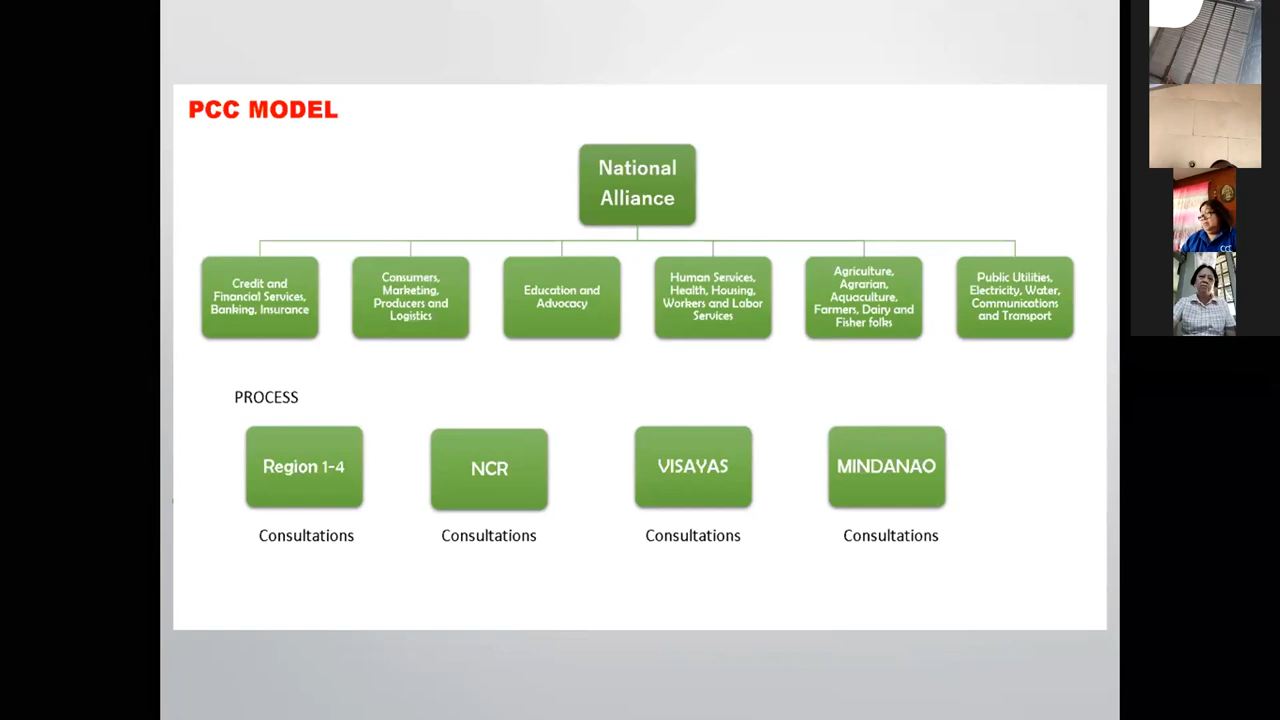 PCC MODEL
National
Alliance
Credit and
Financial Services,
Banking, Insurance
Consumers,
Marketing,
Producers and
Logistics
Education and
Advocacy
Human Services,
Health, Housing,
Workers and Labor
Services
Agriculture,
Agrarian,
Aquaculture,
Farmers, Dairy and
Fisher folks
Public Utilities,
Electricity, Water,
Communications
and Transport
PROCESS
Region 1-4
NCR
VISAYAS
MINDANAO
Consultations
Consultations
Consultations
Consultations